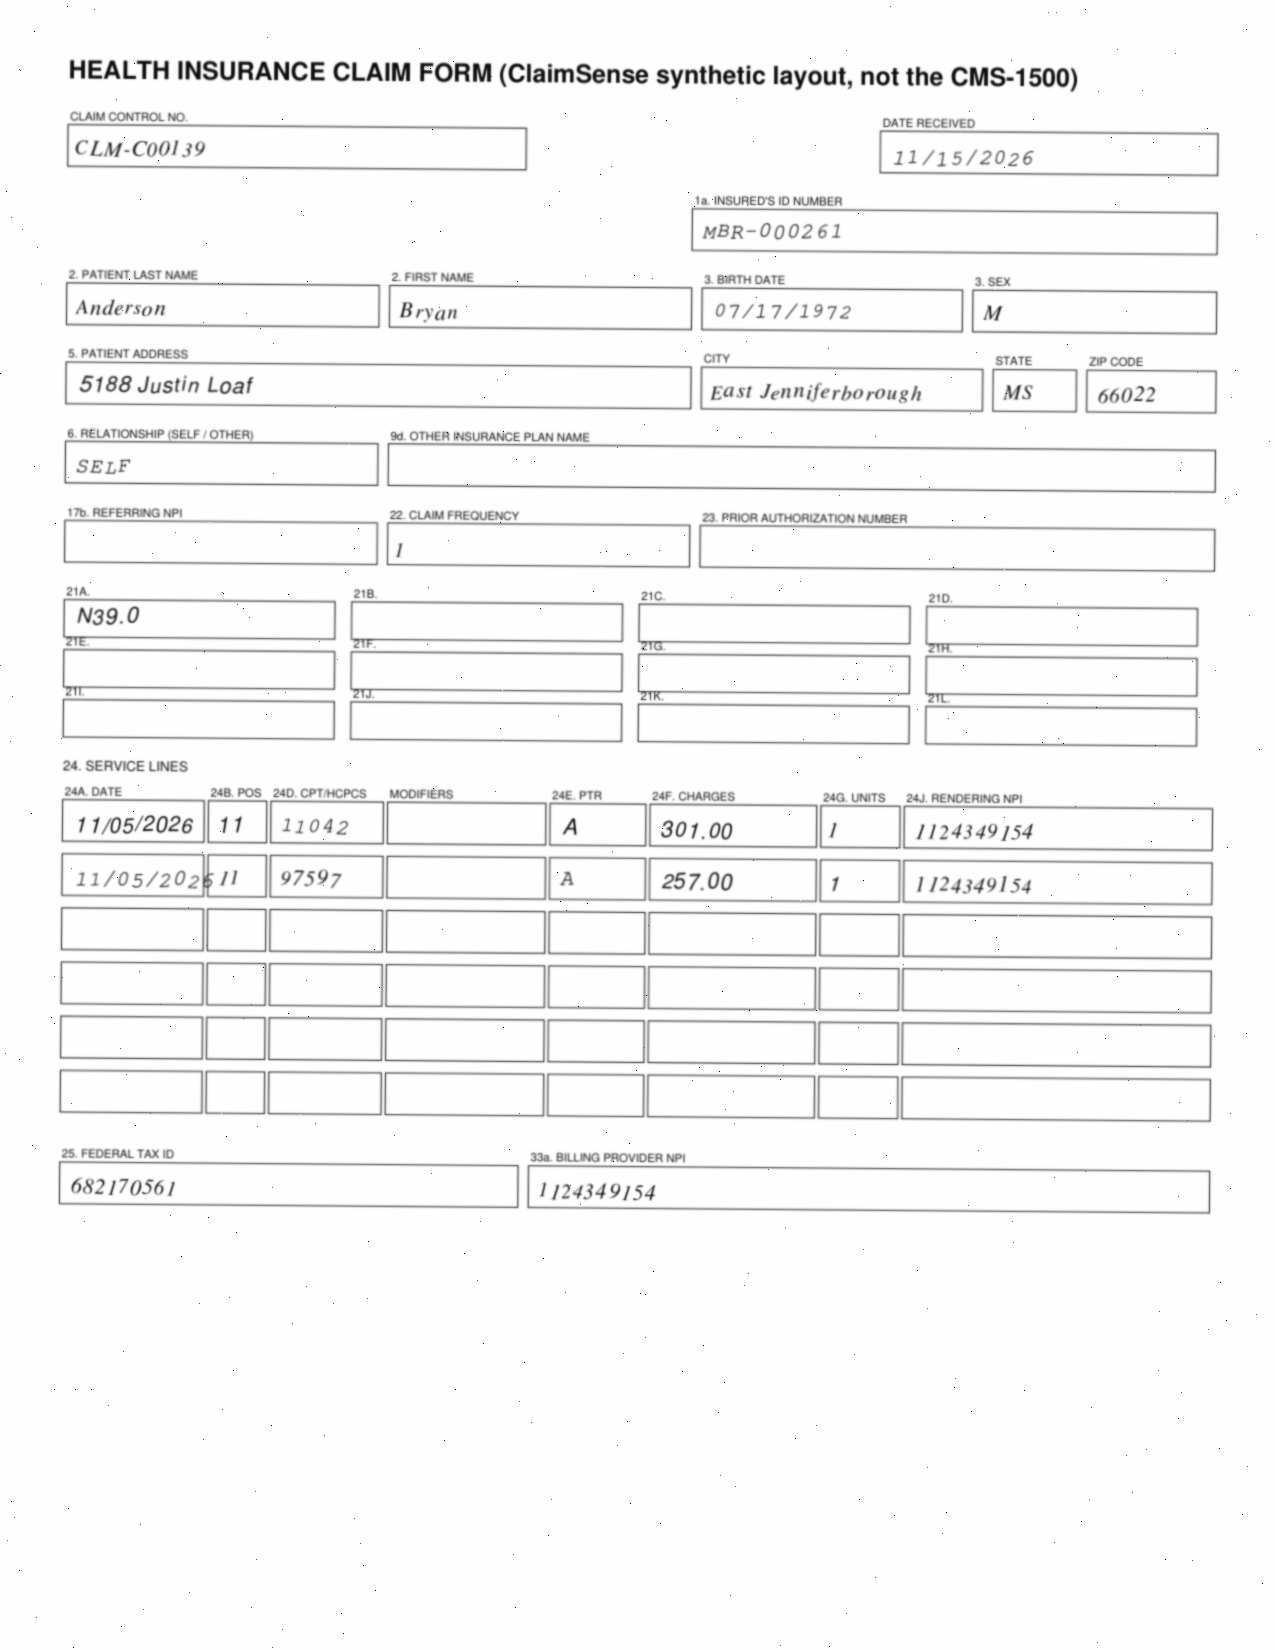 HEALTH INSURANCE CLAIM FORM (ClaimSense synthetic layout, not the CMS-1500)
CLAIM CONTROL NO. DATE RECEIVED
CLM-C00139 11/15/2026
1a. INSURED'S ID NUMBER
MBR-000261
2. PATIENT LAST NAME 2. FIRST NAME 3. BIRTH DATE 3. SEX
Anderson Bryan 07/17/1972 M
5. PATIENT ADDRESS CITY STATE ZIP CODE
5188 Justin Loaf East Jenniferborough MS 66022
6. RELATIONSHIP (SELF / OTHER) 9d. OTHER INSURANCE PLAN NAME
SELF
17b. REFERRING NPI 22. CLAIM FREQUENCY 23. PRIOR AUTHORIZATION NUMBER
1
21A. 21B. 21C. 21D.
N39.0
21E. 21F. 21G. 21H.
21I. 21J. 21K. 21L.
24. SERVICE LINES
24A. DATE 24B. POS 24D. CPT/HCPCS MODIFIERS 24E. PTR 24F. CHARGES 24G. UNITS 24J. RENDERING NPI
11/05/2026 11 11042 A 301.00 1 1124349154
11/05/2026 11 97597 A 257.00 1 1124349154
25. FEDERAL TAX ID 33a. BILLING PROVIDER NPI
682170561 1124349154